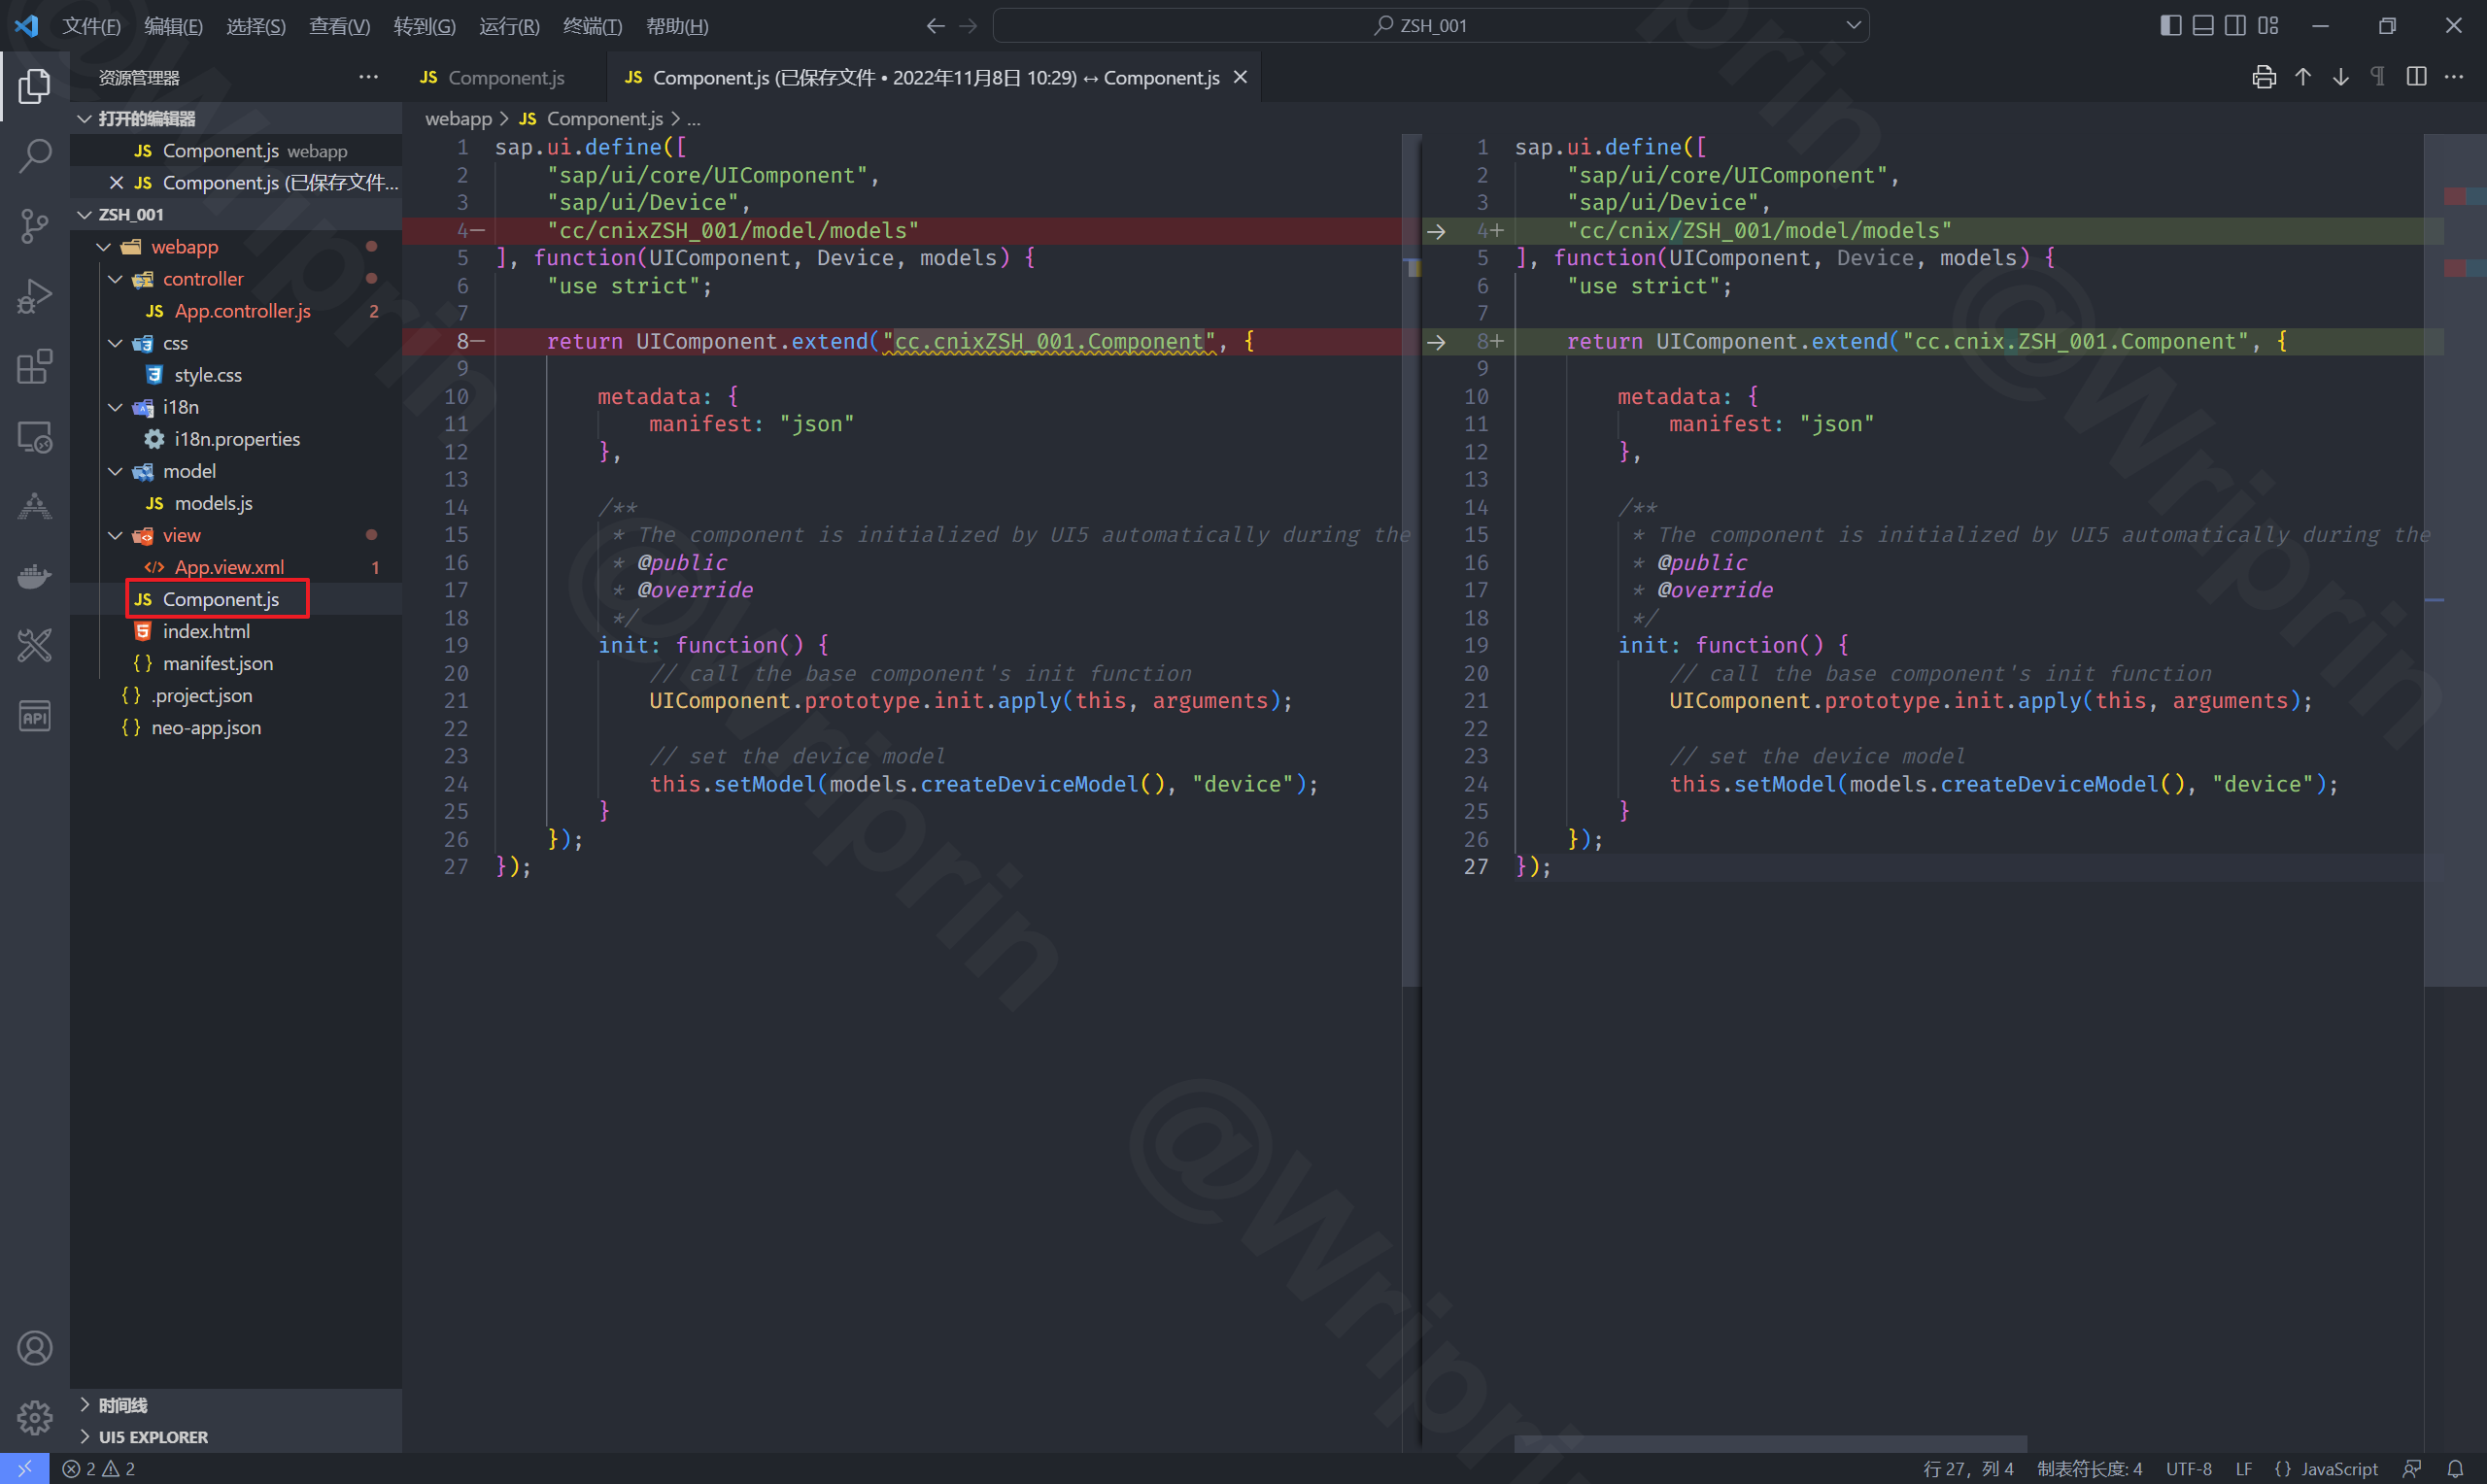 文件(F) 编辑(E) 选择(S) 查看(V) 转到(G) 运行(R) 终端(T) 帮助(H) ZSH_001
资源管理器
JS Component.js
JS Component.js (已保存文件 • 2022年11月8日 10:29) ↔ Component.js
打开的编辑器
JS Component.js webapp
JS Component.js (已保存文件...
ZSH_001
webapp
controller
JS App.controller.js 2
css
style.css
i18n
i18n.properties
model
JS models.js
view
App.view.xml 1
JS Component.js
index.html
{} manifest.json
{} .project.json
{} neo-app.json
时间线
UI5 EXPLORER
API
webapp > JS Component.js > ...
1 sap.ui.define([
2 "sap/ui/core/UIComponent",
3 "sap/ui/Device",
4— "cc/cnixZSH_001/model/models"
5 ], function(UIComponent, Device, models) {
6 "use strict";
7
8— return UIComponent.extend("cc.cnixZSH_001.Component", {
9
10 metadata: {
11 manifest: "json"
12 },
13
14 /**
15 * The component is initialized by UI5 automatically during the
16 * @public
17 * @override
18 */
19 init: function() {
20 // call the base component's init function
21 UIComponent.prototype.init.apply(this, arguments);
22
23 // set the device model
24 this.setModel(models.createDeviceModel(), "device");
25 }
26 });
27 });
1 sap.ui.define([
2 "sap/ui/core/UIComponent",
3 "sap/ui/Device",
4+ "cc/cnix/ZSH_001/model/models"
5 ], function(UIComponent, Device, models) {
6 "use strict";
7
8+ return UIComponent.extend("cc.cnix.ZSH_001.Component", {
9
10 metadata: {
11 manifest: "json"
12 },
13
14 /**
15 * The component is initialized by UI5 automatically during the
16 * @public
17 * @override
18 */
19 init: function() {
20 // call the base component's init function
21 UIComponent.prototype.init.apply(this, arguments);
22
23 // set the device model
24 this.setModel(models.createDeviceModel(), "device");
25 }
26 });
27 });
@Wriprin
@Wriprin
@Wriprin
@Wriprin
2 2
行 27，列 4 制表符长度: 4 UTF-8 LF {} JavaScript